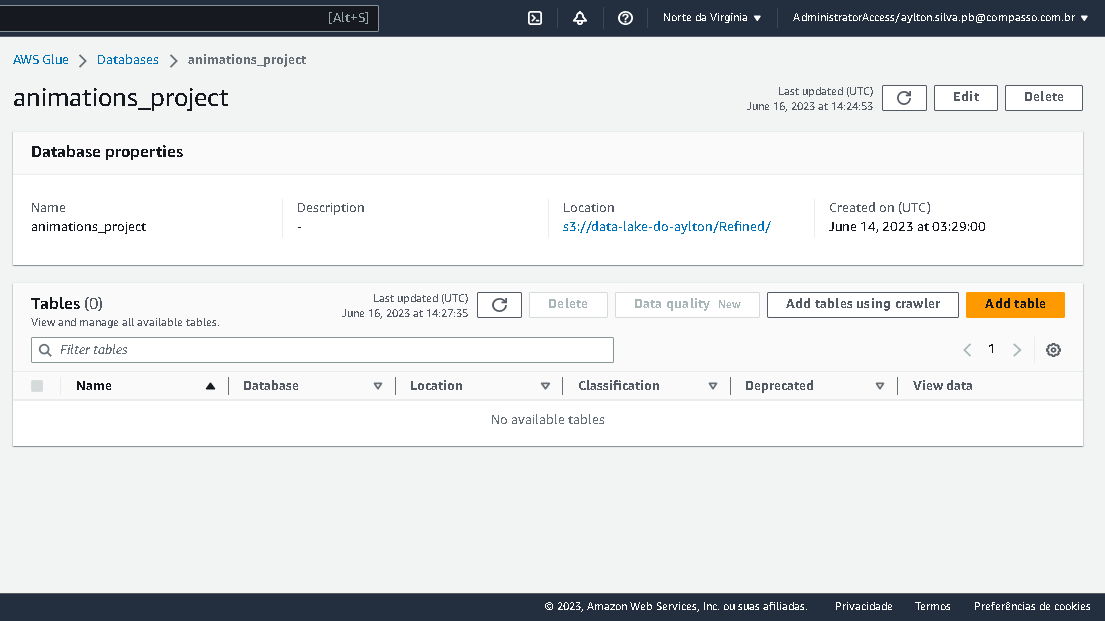 [Alt+S]
Norte da Virgínia
AdministratorAccess/aylton.silva.pb@compasso.com.br
AWS Glue
Databases
animations_project
animations_project
Last updated (UTC)
June 16, 2023 at 14:24:53
Edit
Delete
Database properties
Name
animations_project
Description
-
Location
s3://data-lake-do-aylton/Refined/
Created on (UTC)
June 14, 2023 at 03:29:00
Tables (0)
View and manage all available tables.
Last updated (UTC)
June 16, 2023 at 14:27:35
Delete
Data quality New
Add tables using crawler
Add table
Filter tables
1
Name
Database
Location
Classification
Deprecated
View data
No available tables
© 2023, Amazon Web Services, Inc. ou suas afiliadas.
Privacidade
Termos
Preferências de cookies